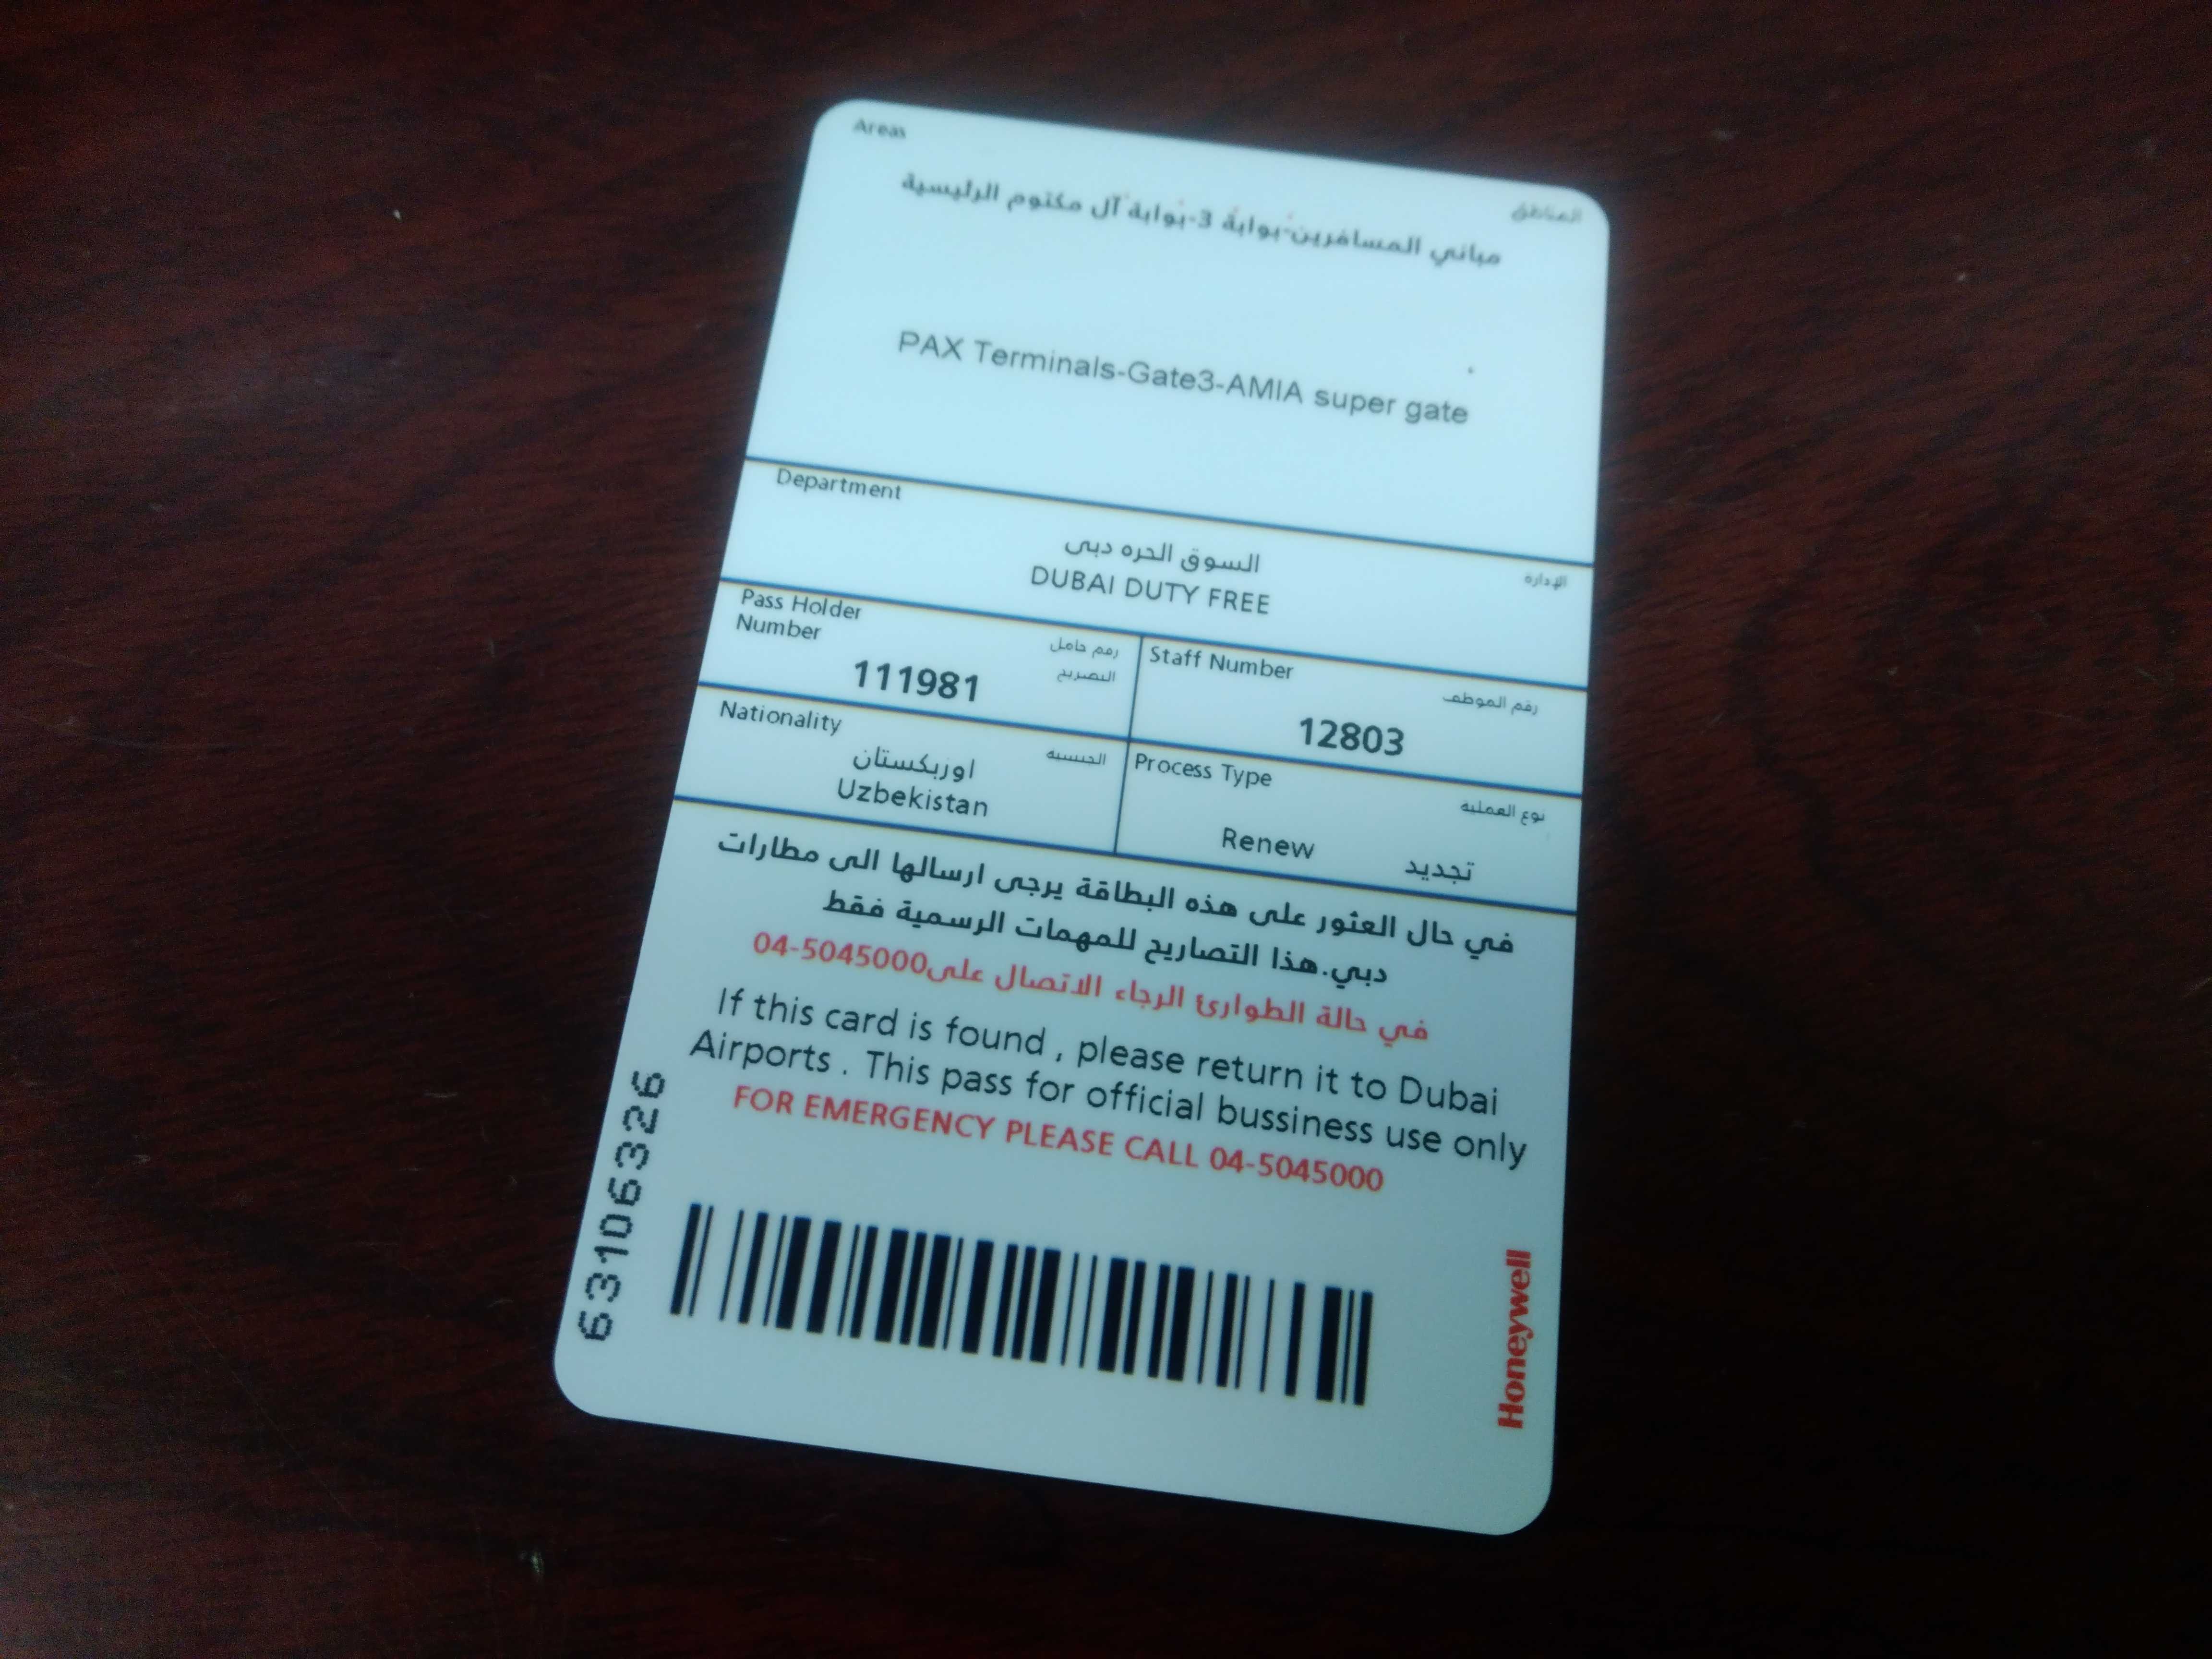 Areas
المناطق
مباني المسافرين-بوابة 3-بوابة آل مكتوم الرئيسية
PAX Terminals-Gate3-AMIA super gate
Department
الإدارة
السوق الحره دبى
DUBAI DUTY FREE
Pass Holder
Number
رقم حامل
التصريح
111981
Staff Number
رقم الموظف
12803
Nationality
الجنسية
اوزبكستان
Uzbekistan
Process Type
نوع العملية
Renew
تجديد
في حال العثور على هذه البطاقة يرجى ارسالها الى مطارات
دبي.هذا التصاريح للمهمات الرسمية فقط
في حالة الطوارئ الرجاء الاتصال على04-5045000
If this card is found , please return it to Dubai
Airports . This pass for official bussiness use only
FOR EMERGENCY PLEASE CALL 04-5045000
63106326
Honeywell